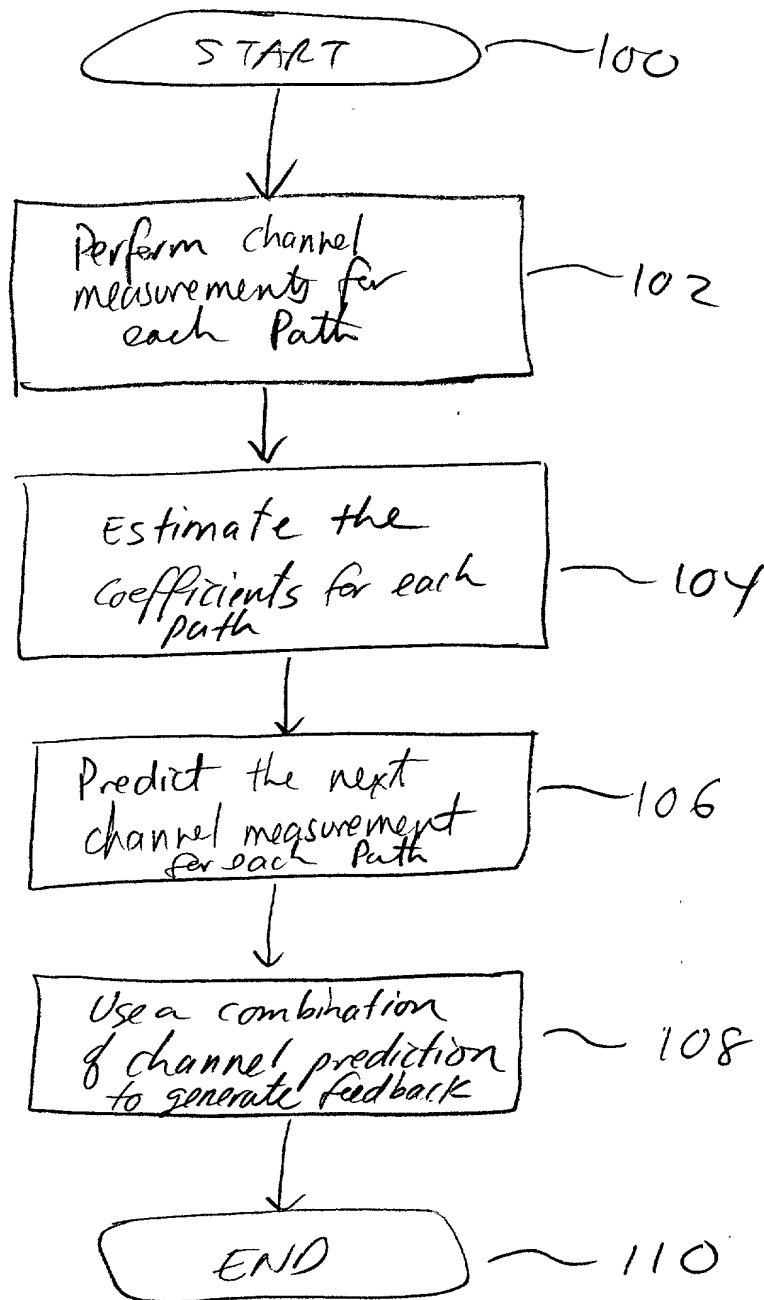 START
100
Perform channel
measurements for
each Path
102
Estimate the
coefficients for each
path
104
Predict the next
channel measurement
for each Path
106
Use a combination
of channel prediction
to generate feedback
108
END
110